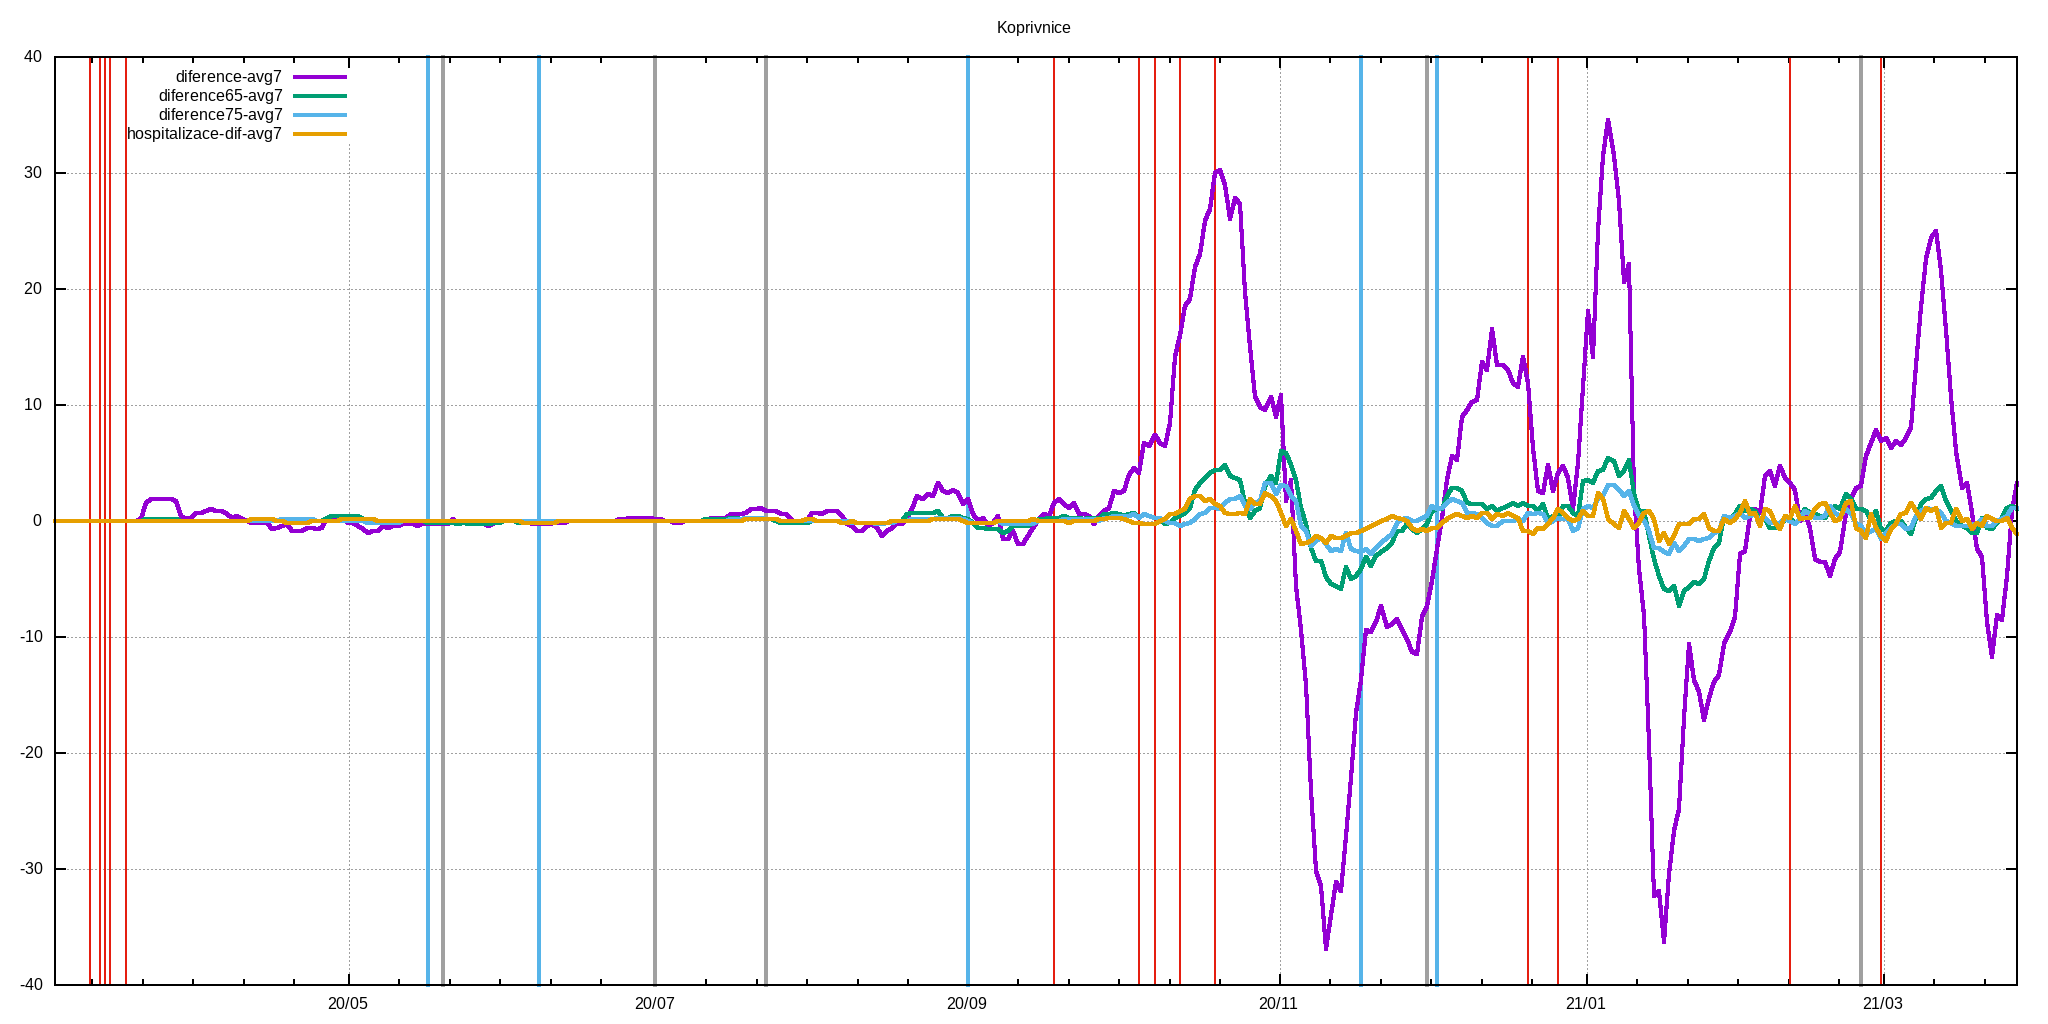 Koprivnice
diference-avg7
diference65-avg7
diference75-avg7
hospitalizace-dif-avg7
40
30
20
10
0
-10
-20
-30
-40
20/05 20/07 20/09 20/11 21/01 21/03